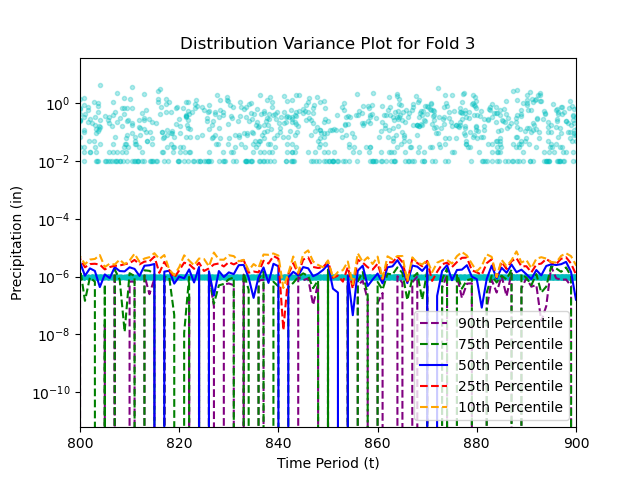 Distribution Variance Plot for Fold 3
Precipitation (in)
10⁰
10⁻²
10⁻⁴
10⁻⁶
10⁻⁸
10⁻¹⁰
90th Percentile
75th Percentile
50th Percentile
25th Percentile
10th Percentile
800 820 840 860 880 900
Time Period (t)